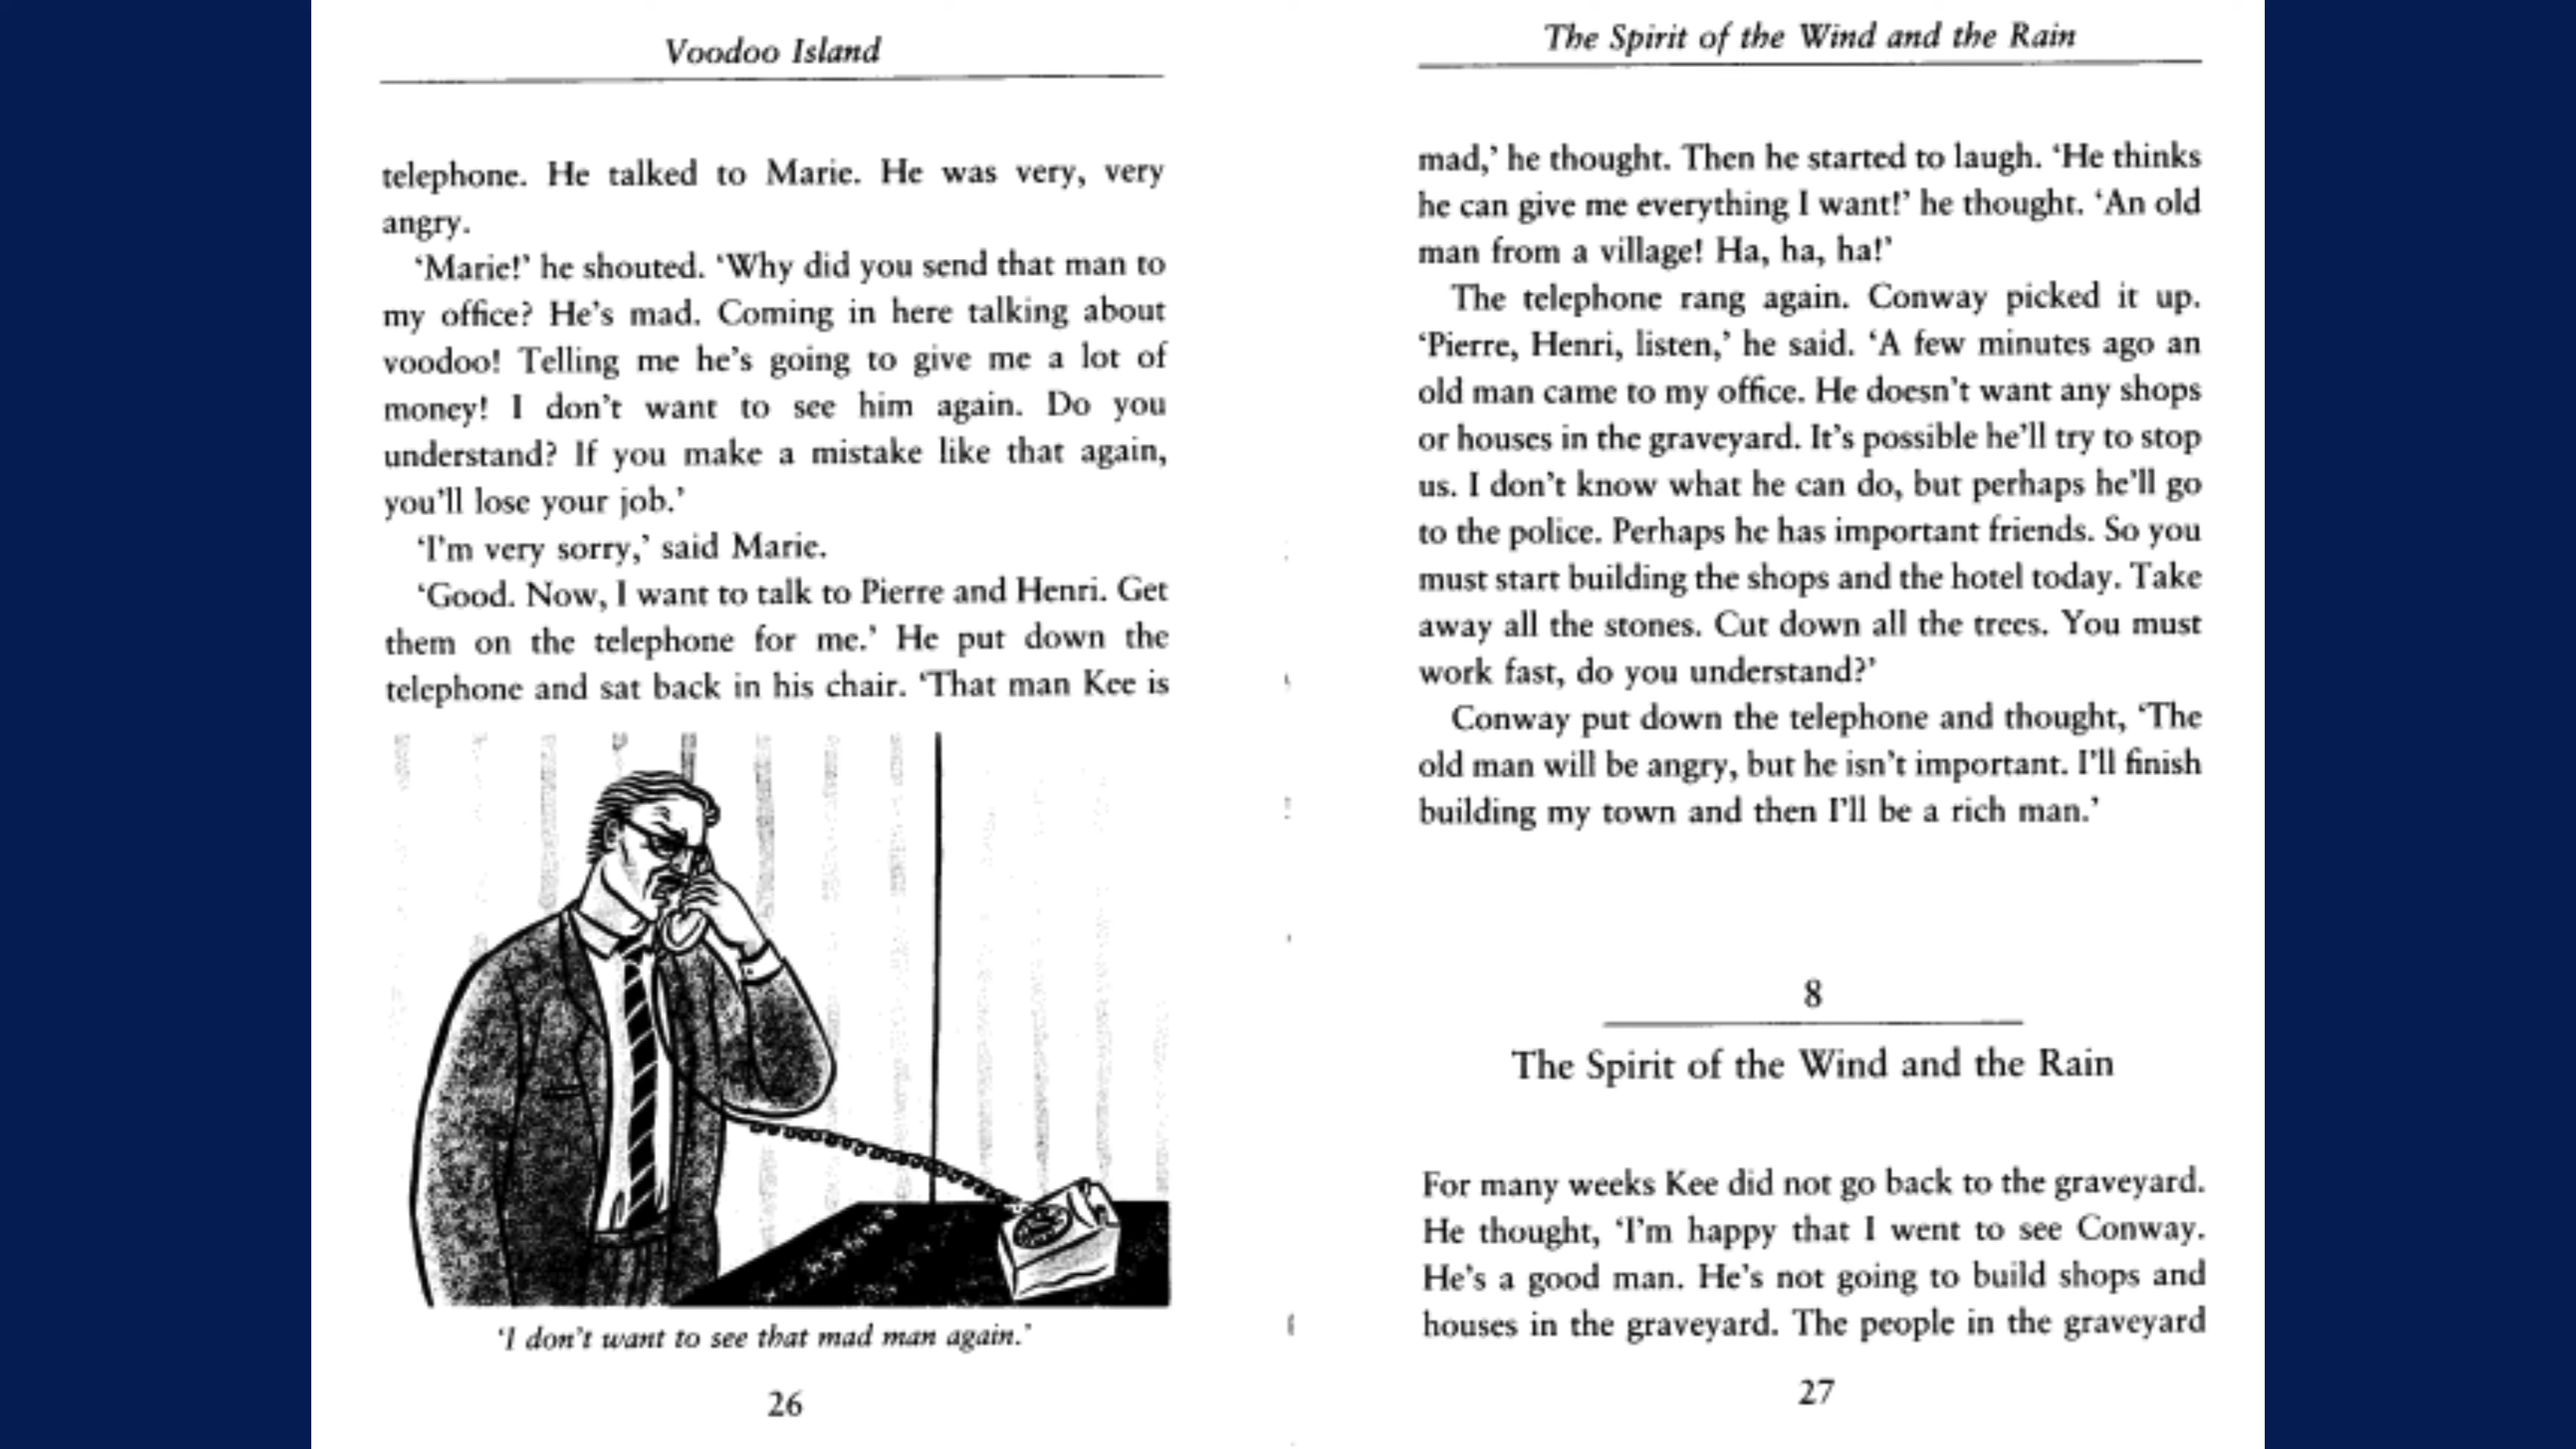 Voodoo Island
telephone. He talked to Marie. He was very, very
angry.
‘Marie!’ he shouted. ‘Why did you send that man to
my office? He’s mad. Coming in here talking about
voodoo! Telling me he’s going to give me a lot of
money! I don’t want to see him again. Do you
understand? If you make a mistake like that again,
you’ll lose your job.’
‘I’m very sorry,’ said Marie.
‘Good. Now, I want to talk to Pierre and Henri. Get
them on the telephone for me.’ He put down the
telephone and sat back in his chair. ‘That man Kee is
‘I don’t want to see that mad man again.’
26
The Spirit of the Wind and the Rain
mad,’ he thought. Then he started to laugh. ‘He thinks
he can give me everything I want!’ he thought. ‘An old
man from a village! Ha, ha, ha!’
The telephone rang again. Conway picked it up.
‘Pierre, Henri, listen,’ he said. ‘A few minutes ago an
old man came to my office. He doesn’t want any shops
or houses in the graveyard. It’s possible he’ll try to stop
us. I don’t know what he can do, but perhaps he’ll go
to the police. Perhaps he has important friends. So you
must start building the shops and the hotel today. Take
away all the stones. Cut down all the trees. You must
work fast, do you understand?’
Conway put down the telephone and thought, ‘The
old man will be angry, but he isn’t important. I’ll finish
building my town and then I’ll be a rich man.’
8
The Spirit of the Wind and the Rain
For many weeks Kee did not go back to the graveyard.
He thought, ‘I’m happy that I went to see Conway.
He’s a good man. He’s not going to build shops and
houses in the graveyard. The people in the graveyard
27